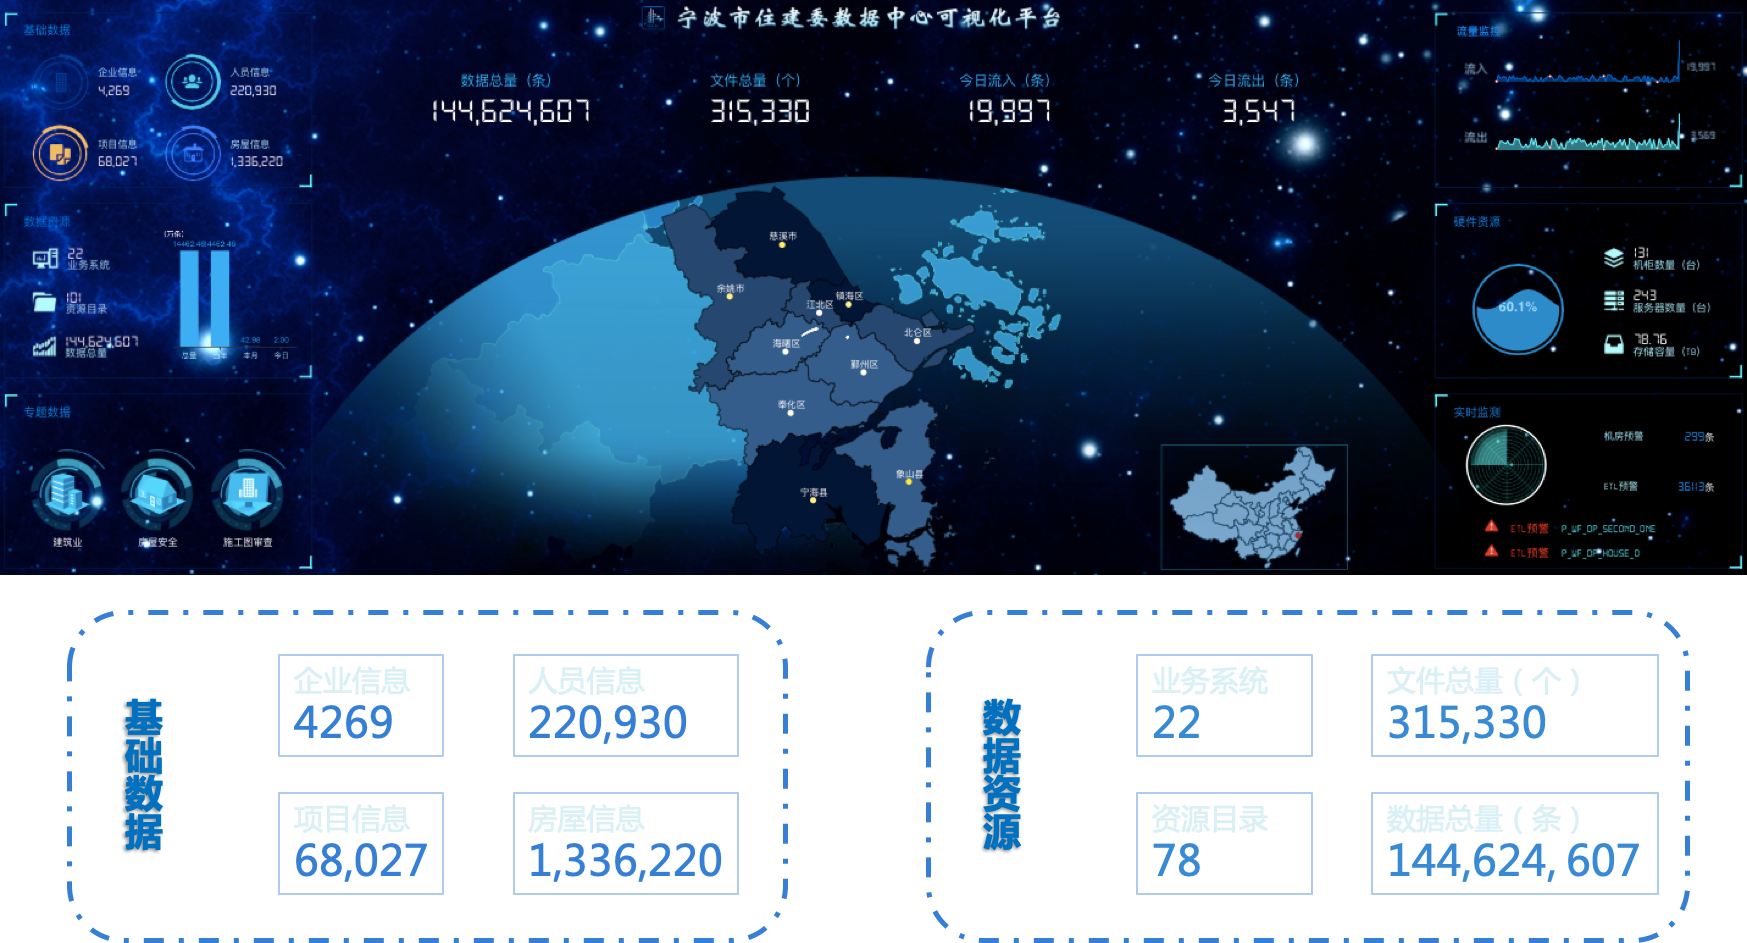 宁波市住建委数据中心可视化平台
基础数据
企业信息
4,269
人员信息
220,930
项目信息
68,027
房屋信息
1,336,220
数据总量（条）
144,624,607
文件总量（个）
315,330
今日流入（条）
19,997
今日流出（条）
3,547
流量监控
流入
19,997
流出
3,569
数据资源
22
业务系统
101
资源目录
144,624,607
数据总量
(万条)
14462.46
14462.46
42.98
2.00
总量
本月
今日
硬件资源
60.1%
131
机柜数量（台）
243
服务器数量（台）
78.76
存储容量（TB）
专题数据
建筑业
房屋安全
施工图审查
慈溪市
余姚市
江北区
镇海区
北仑区
海曙区
鄞州区
奉化区
象山县
宁海县
实时监测
机房预警
299条
ETL预警
36113条
ETL预警 P_WF_DP_SECOND_ONE
ETL预警 P_WF_DP_HOUSE_D
基础数据
企业信息
4269
人员信息
220,930
项目信息
68,027
房屋信息
1,336,220
数据资源
业务系统
22
文件总量（个）
315,330
资源目录
78
数据总量（条）
144,624, 607